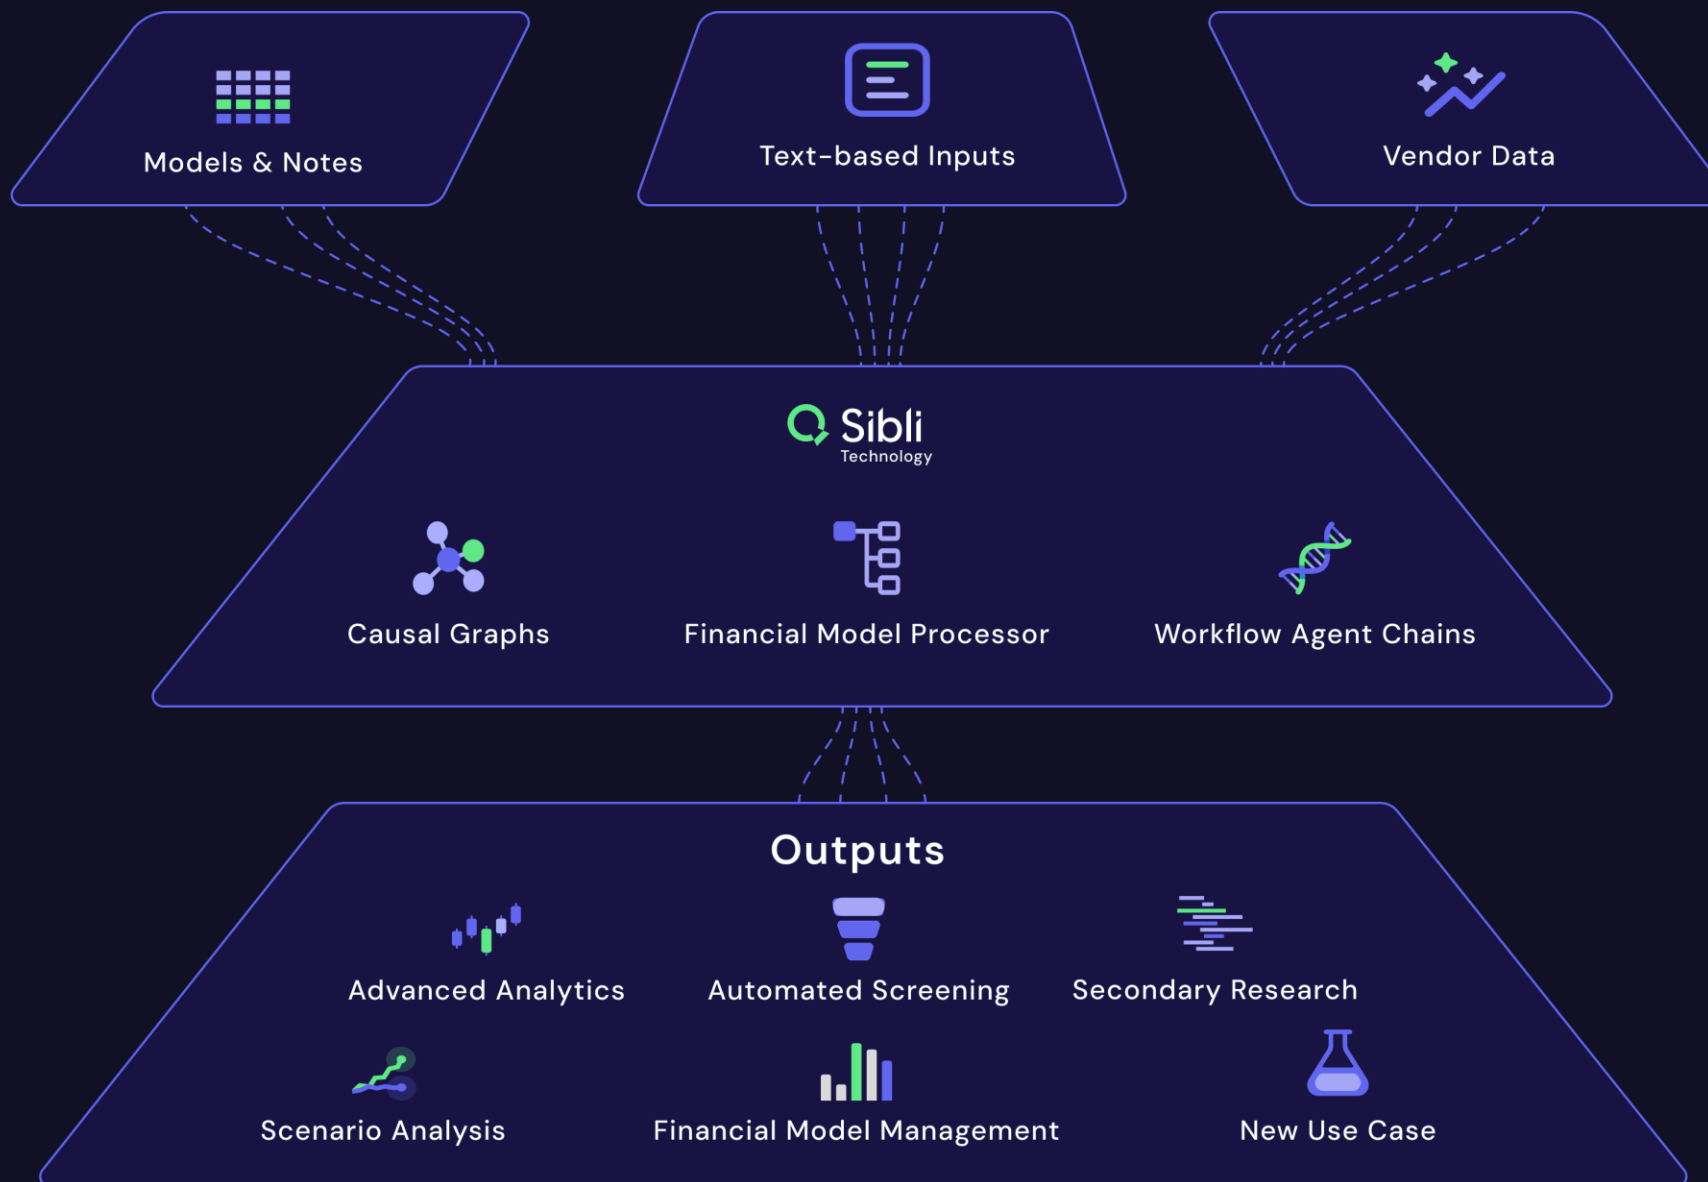 Models & Notes
Text-based Inputs
Vendor Data
Sibli
Technology
Causal Graphs
Financial Model Processor
Workflow Agent Chains
Outputs
Advanced Analytics
Automated Screening
Secondary Research
Scenario Analysis
Financial Model Management
New Use Case